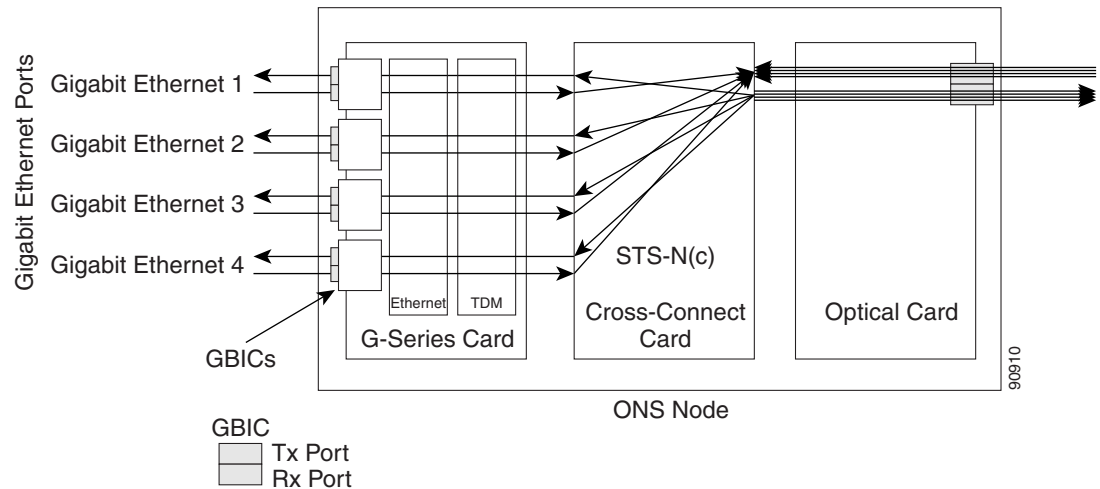 Gigabit Ethernet Ports
Gigabit Ethernet 1
Gigabit Ethernet 2
Gigabit Ethernet 3
Gigabit Ethernet 4
Ethernet
TDM
G-Series Card
GBICs
STS-N(c)
Cross-Connect
Card
Optical Card
90910
ONS Node
GBIC
Tx Port
Rx Port